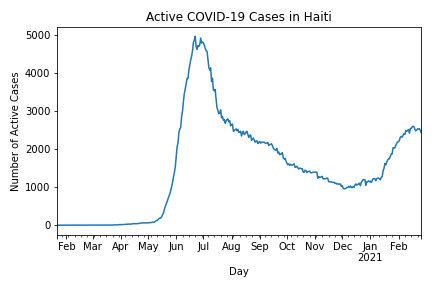 Active COVID-19 Cases in Haiti
Number of Active Cases
5000
4000
3000
2000
1000
0
Feb Mar Apr May Jun Jul Aug Sep Oct Nov Dec Jan Feb
2021
Day